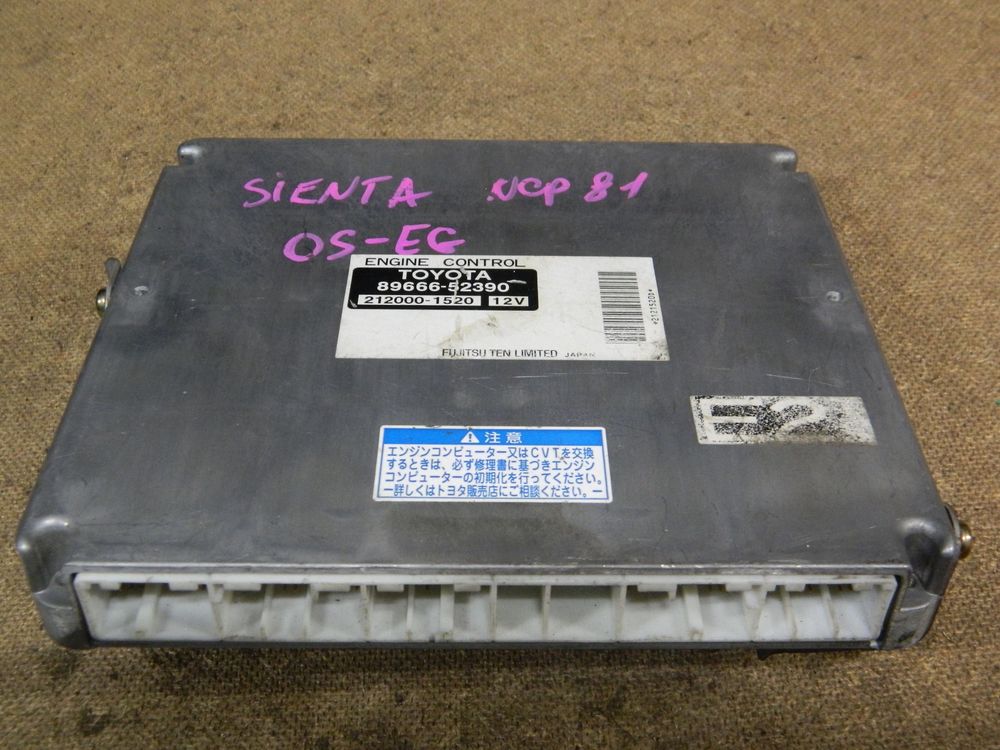 SiENTA NCP 81
OS-EG
ENGINE CONTROL
TOYOTA
89666-52390
212000-1520 12V
*2121520D*
FUJITSU TEN LIMITED JAPAN
E2
注意
エンジンコンピューター又はCVTを交換
するときは、必ず修理書に基づきエンジン
コンピューターの初期化を行ってください。
ー詳しくはトヨタ販売店にご相談ください。ー